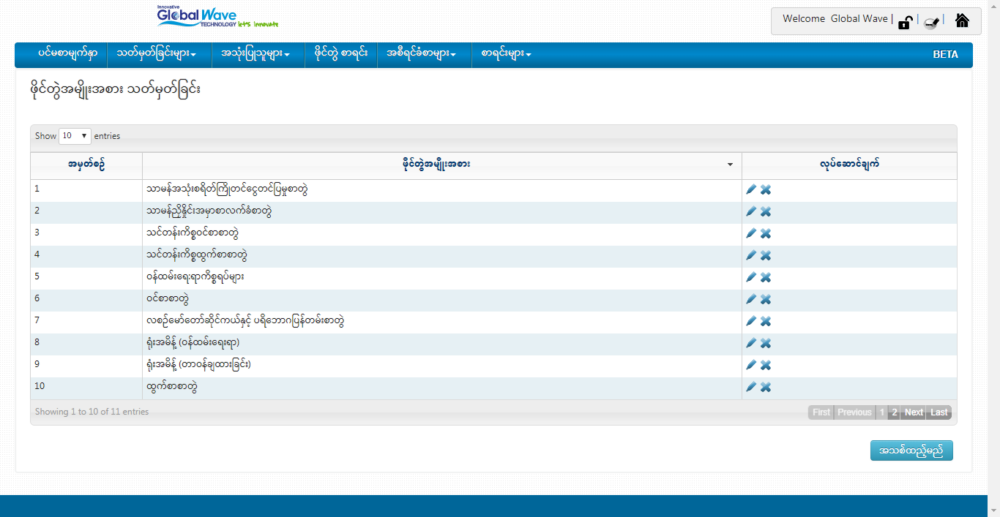 Innovative
Global Wave
TECHNOLOGY let's innovate
Welcome Global Wave | | |
ပင်မစာမျက်နှာ သတ်မှတ်ခြင်းများ အသုံးပြုသူများ ဖိုင်တွဲ စာရင်း အစီရင်ခံစာများ စာရင်းများ BETA
ဖိုင်တွဲအမျိုးအစား သတ်မှတ်ခြင်း
Show 10 entries
အမှတ်စဉ် ဖိုင်တွဲအမျိုးအစား လုပ်ဆောင်ချက်
1 သာမန်အသုံးစရိတ်ကြိုတင်ငွေတင်ပြမှုစာတွဲ
2 သာမန်ညှိနှိုင်းအမှာစာလက်ခံစာတွဲ
3 သင်တန်းကိစ္စဝင်စာစာတွဲ
4 သင်တန်းကိစ္စထွက်စာစာတွဲ
5 ဝန်ထမ်းရေးရာကိစ္စရပ်များ
6 ဝင်စာစာတွဲ
7 လစဉ်မော်တော်ဆိုင်ကယ်နှင့် ပရိဘောဂပြန်တမ်းစာတွဲ
8 ရုံးအမိန့် (ဝန်ထမ်းရေးရာ)
9 ရုံးအမိန့် (တာဝန်ချထားခြင်း)
10 ထွက်စာစာတွဲ
Showing 1 to 10 of 11 entries First Previous 1 2 Next Last
အသစ်ထည့်မည်